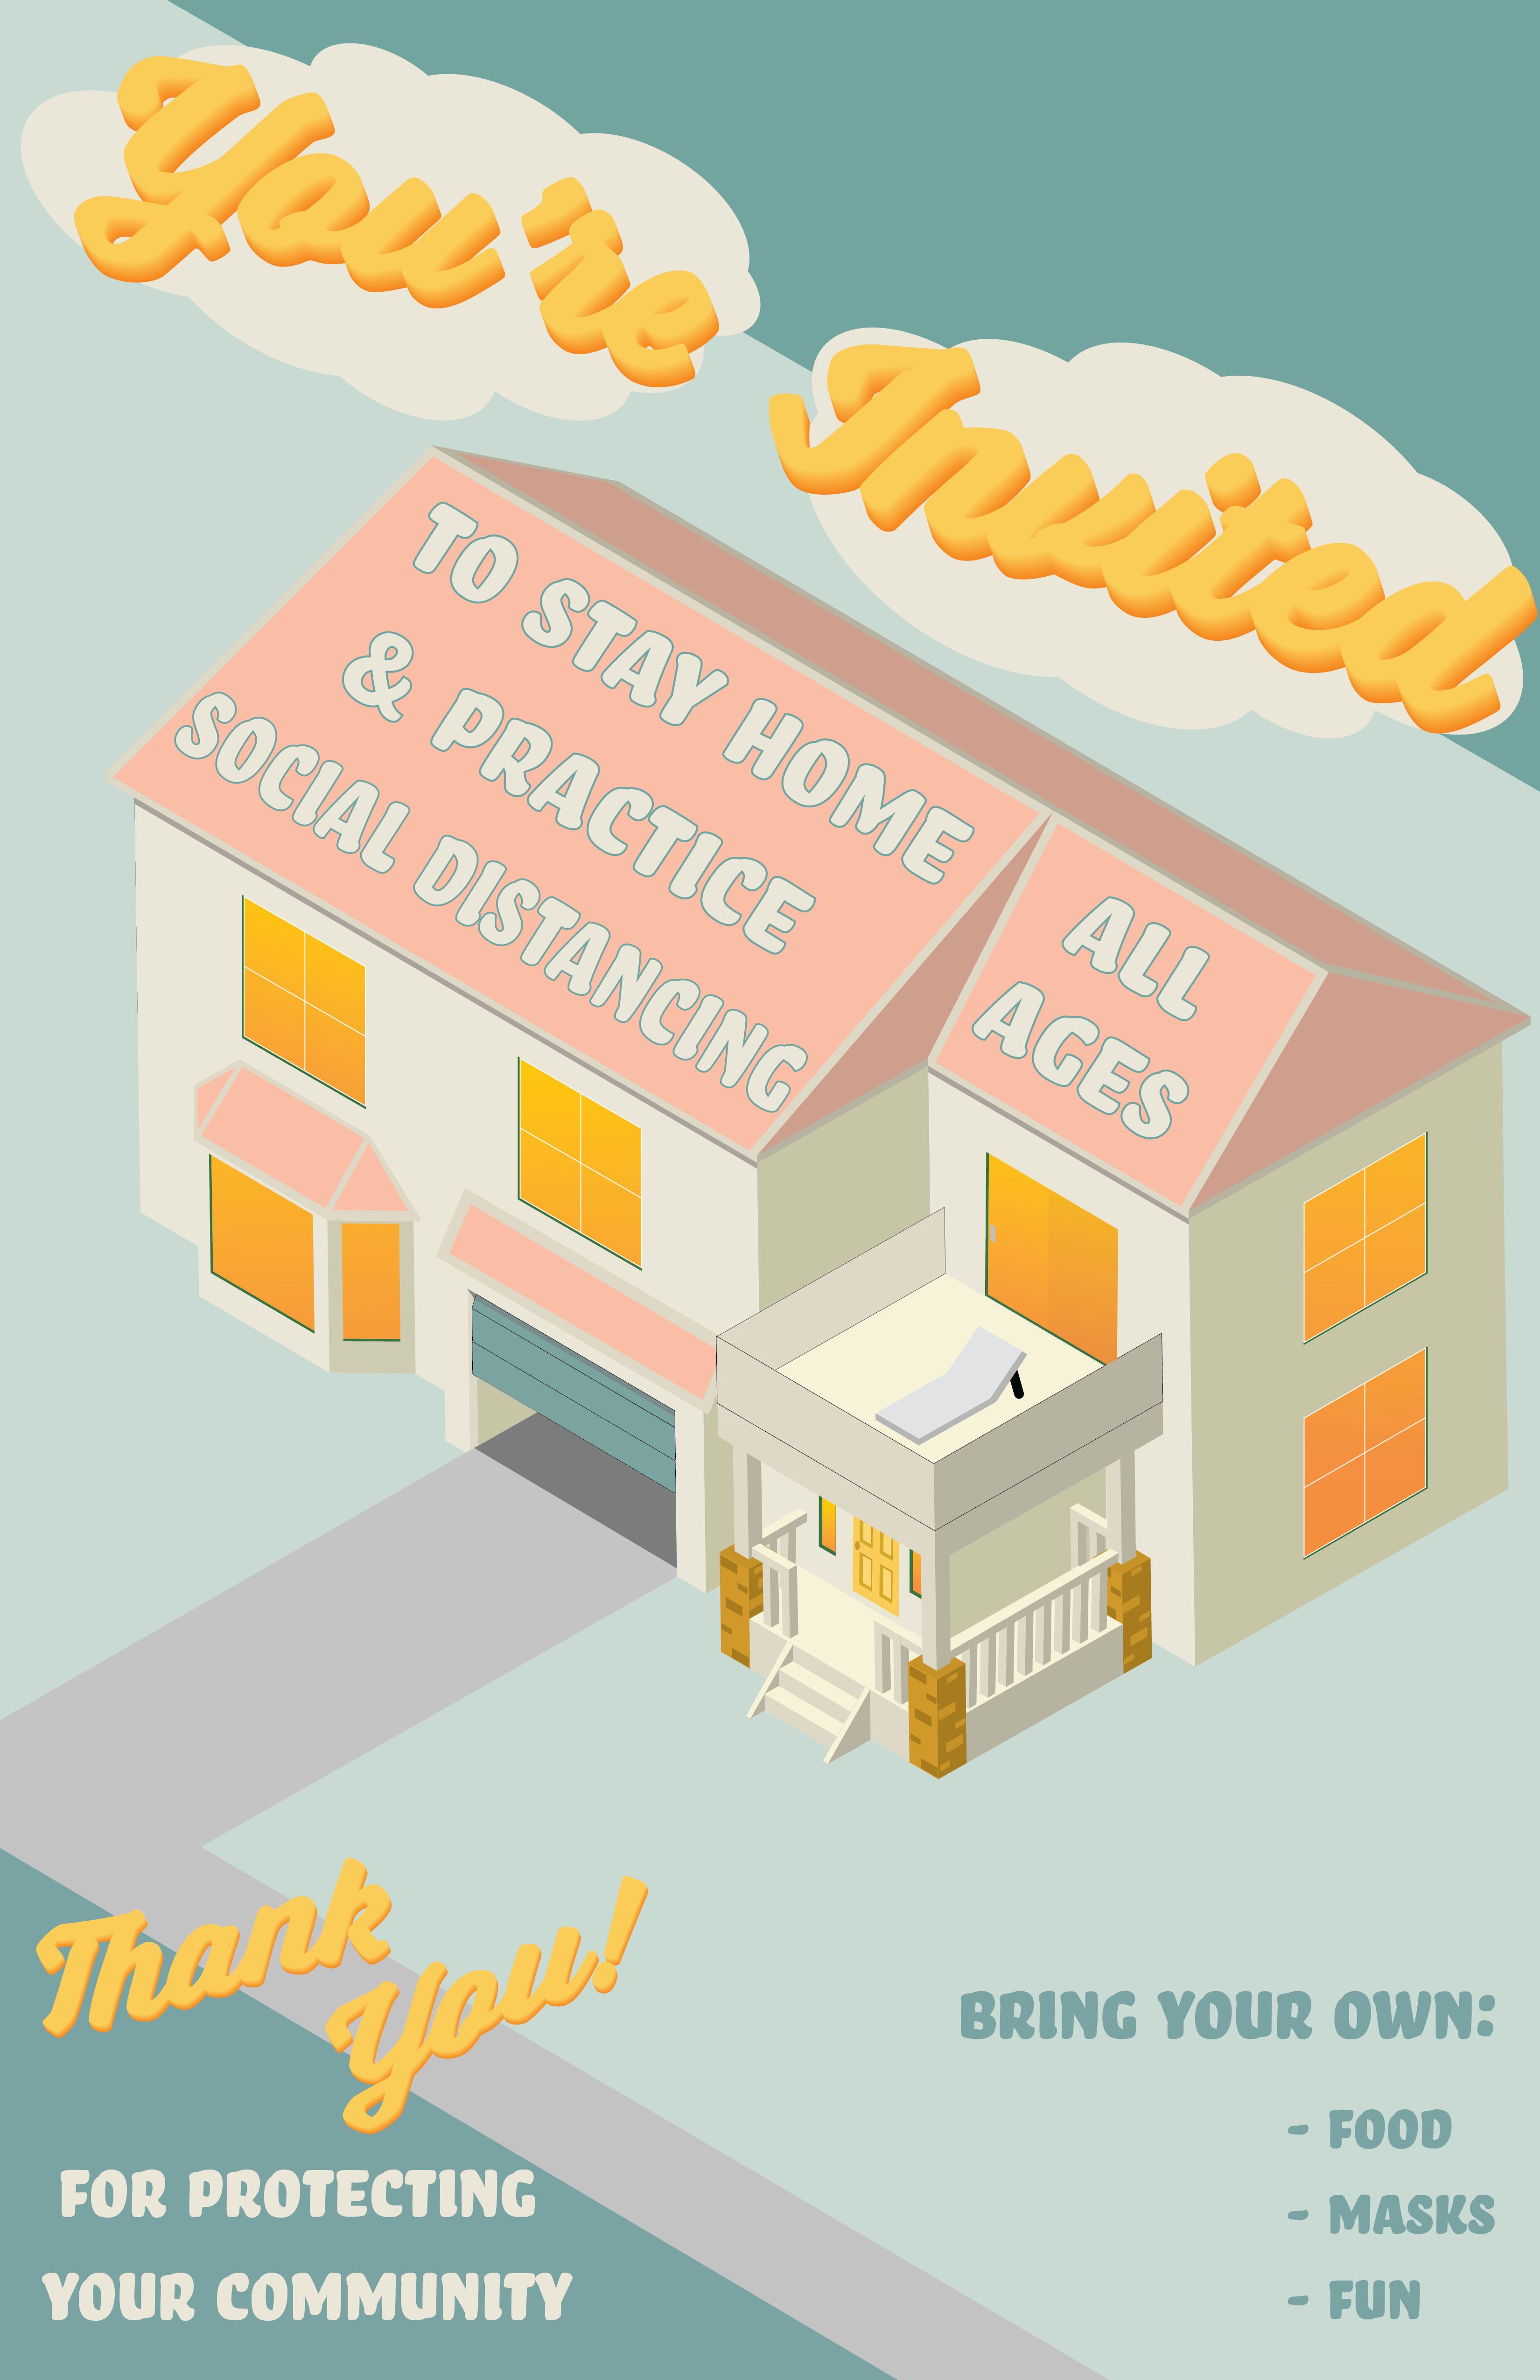 You're
Invited
TO STAY HOME
& PRACTICE
SOCIAL DISTANCING
ALL
AGES
Thank
You!
FOR PROTECTING
YOUR COMMUNITY
BRING YOUR OWN:
- FOOD
- MASKS
- FUN